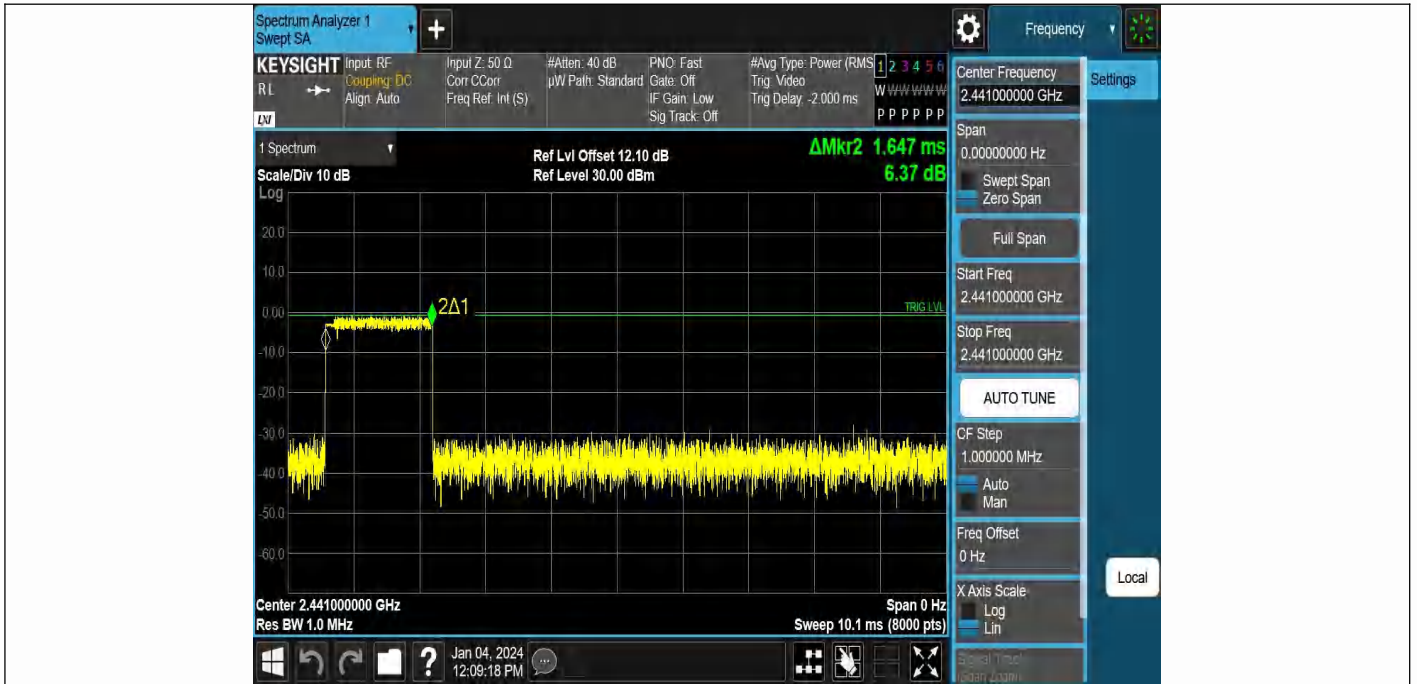 Spectrum Analyzer 1
Swept SA
+
Frequency
KEYSIGHT
RL
LXI
Input: RF
Coupling: DC
Align: Auto
Input Z: 50 Ω
Corr CCorr
Freq Ref: Int (S)
#Atten: 40 dB
µW Path: Standard
PNO: Fast
Gate: Off
IF Gain: Low
Sig Track: Off
#Avg Type: Power (RMS
Trig: Video
Trig Delay: -2.000 ms
1 2 3 4 5 6
W W W W W W
P P P P P P
1 Spectrum
Scale/Div 10 dB
Ref Lvl Offset 12.10 dB
Ref Level 30.00 dBm
ΔMkr2 1.647 ms
6.37 dB
Log
20.0
10.0
0.00
-10.0
-20.0
-30.0
-40.0
-50.0
-60.0
2Δ1
TRIG LVL
Center 2.441000000 GHz
Res BW 1.0 MHz
Span 0 Hz
Sweep 10.1 ms (8000 pts)
?
Jan 04, 2024
12:09:18 PM
Center Frequency
2.441000000 GHz
Settings
Span
0.00000000 Hz
Swept Span
Zero Span
Full Span
Start Freq
2.441000000 GHz
Stop Freq
2.441000000 GHz
AUTO TUNE
CF Step
1.000000 MHz
Auto
Man
Freq Offset
0 Hz
X Axis Scale
Log
Lin
Local